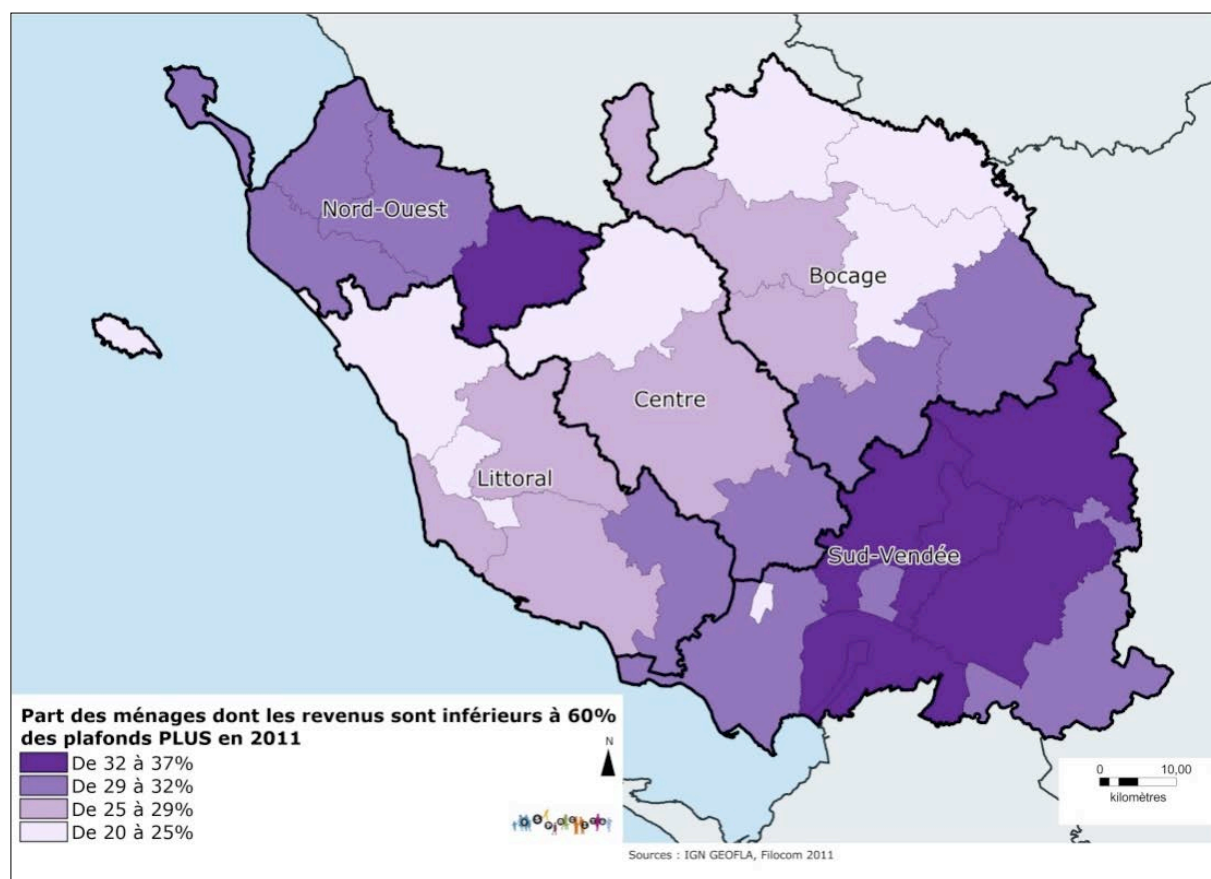 Nord-Ouest
Bocage
Centre
Littoral
Sud-Vendée
Part des ménages dont les revenus sont inférieurs à 60%
des plafonds PLUS en 2011
De 32 à 37%
De 29 à 32%
De 25 à 29%
De 20 à 25%
N
0 10,00
kilomètres
Sources : IGN GEOFLA, Filocom 2011